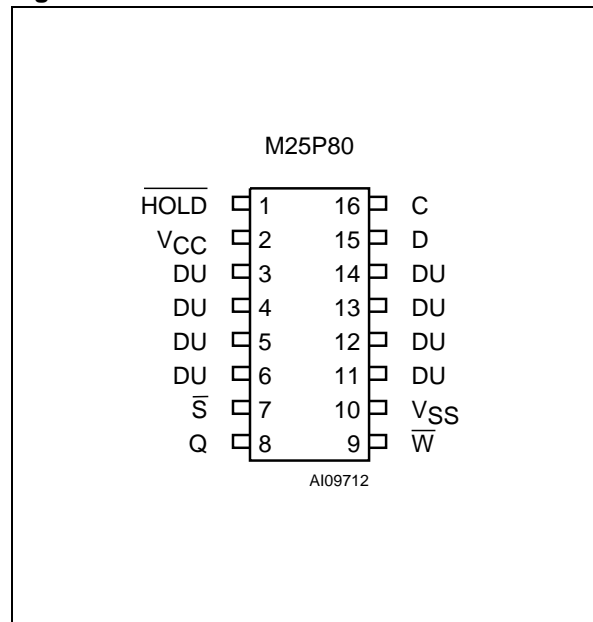 M25P80
H̅O̅L̅D̅ 1 16 C
VCC 2 15 D
DU 3 14 DU
DU 4 13 DU
DU 5 12 DU
DU 6 11 DU
S̅ 7 10 VSS
Q 8 9 W̅
AI09712